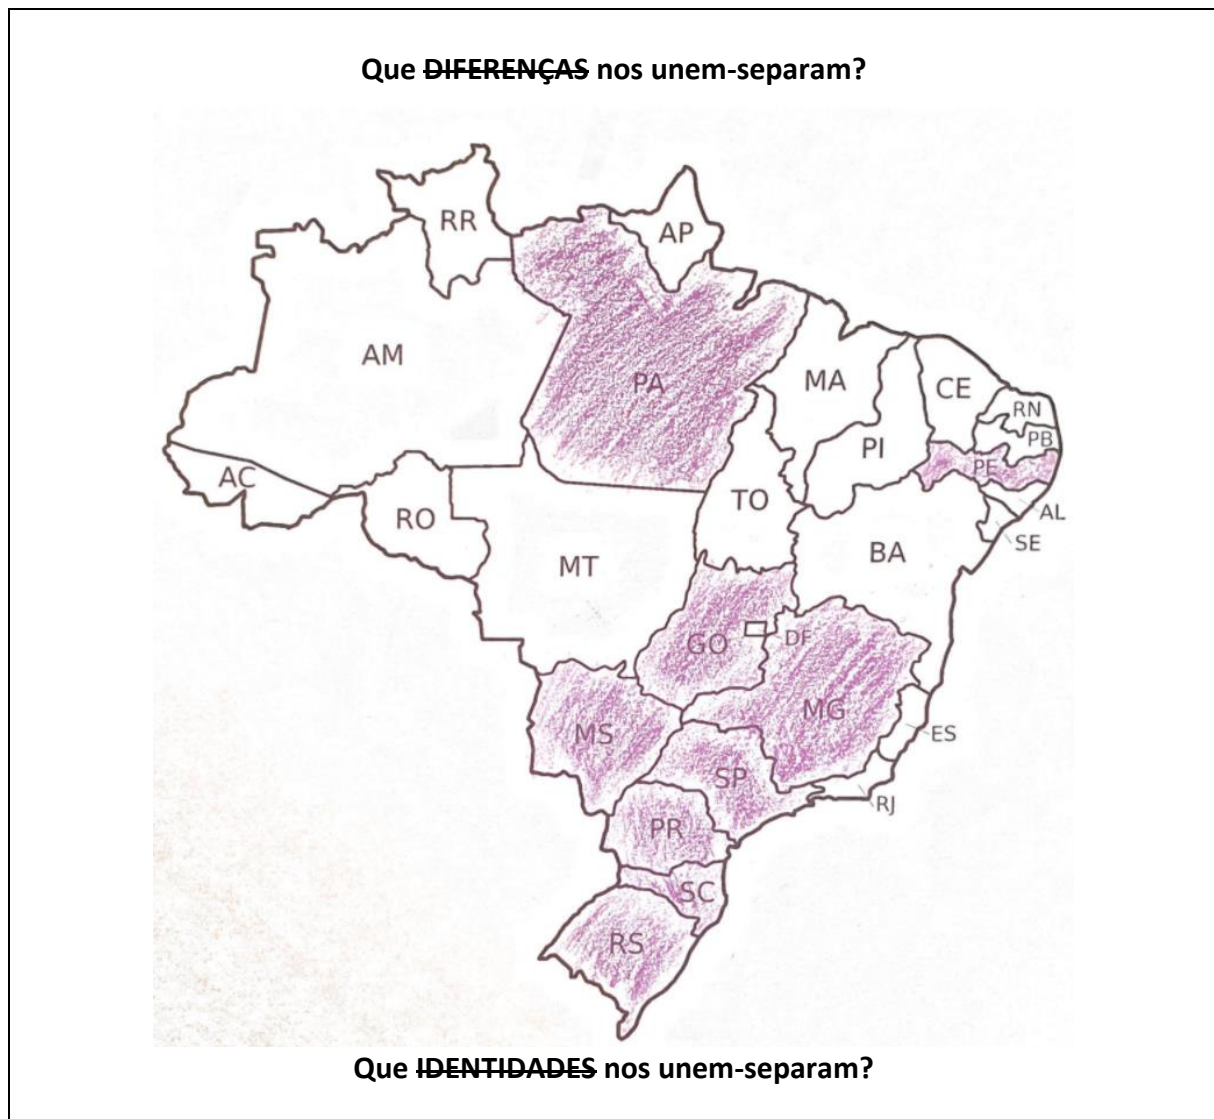 Que ~~DIFERENÇAS~~ nos unem-separam?
RR
AP
AM
PA
MA
CE
RN
PB
PI
PE
AC
TO
AL
RO
SE
BA
MT
GO
DF
MG
MS
ES
SP
RJ
PR
SC
RS
Que ~~IDENTIDADES~~ nos unem-separam?